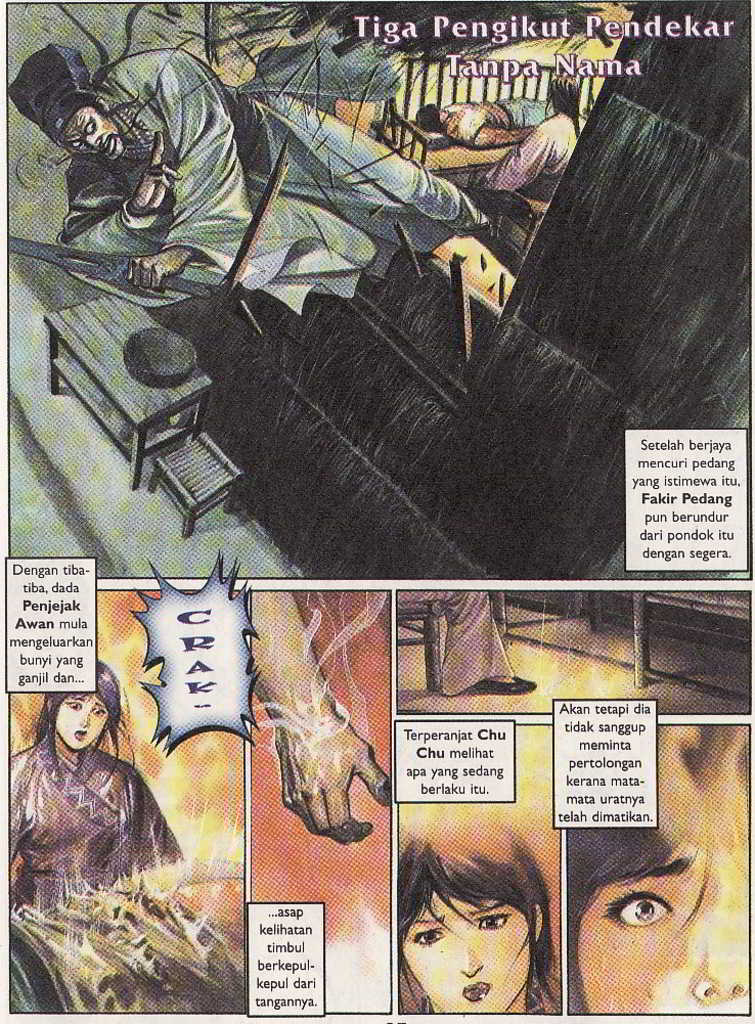 Tiga Pengikut Pendekar
Tanpa Nama
Setelah berjaya
mencuri pedang
yang istimewa itu,
Fakir Pedang
pun berundur
dari pondok itu
dengan segera.
Dengan tiba-
tiba, dada
Penjejak
Awan mula
mengeluarkan
bunyi yang
ganjil dan...
CRAK--
...asap
kelihatan
timbul
berkepul-
kepul dari
tangannya.
Terperanjat Chu
Chu melihat
apa yang sedang
berlaku itu.
Akan tetapi dia
tidak sanggup
meminta
pertolongan
kerana mata-
mata uratnya
telah dimatikan.